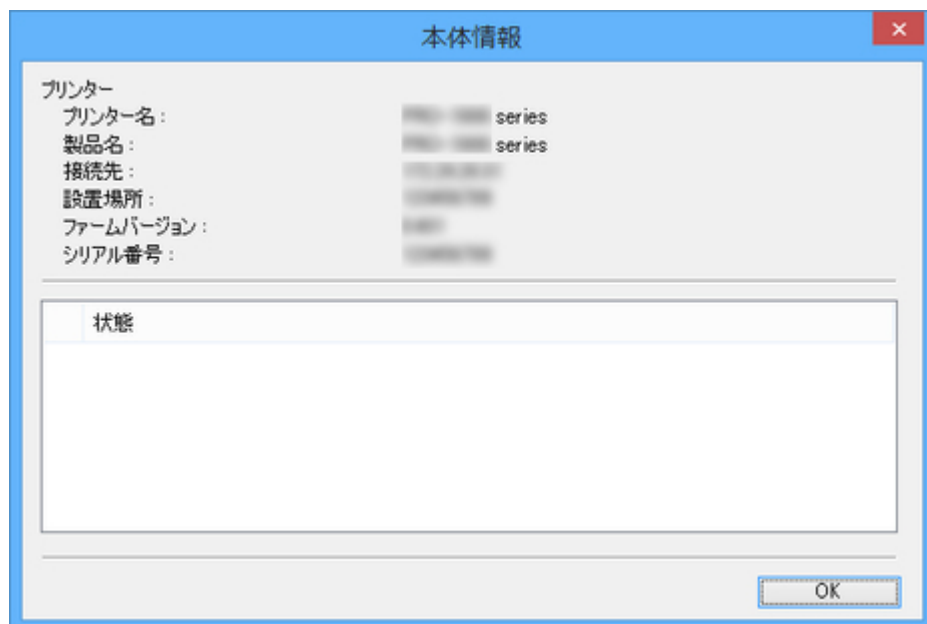 本体情報
プリンター
プリンター名 : series
製品名 : series
接続先 :
設置場所 :
ファームバージョン :
シリアル番号 :
状態
OK